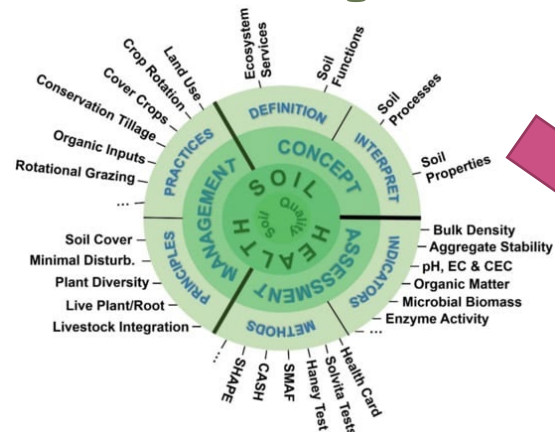 Ecosystem
Services
Soil
Functions
Soil
Processes
Soil
Properties
Land Use
Crop Rotation
Cover Crops
Conservation Tillage
Organic Inputs
Rotational Grazing
...
Soil Cover
Minimal Disturb.
Plant Diversity
Live Plant/Root
Livestock Integration
...
SHAPE
CASH
SMAF
Haney Test
Solvita Tests
Health Card
Bulk Density
Aggregate Stability
pH, EC & CEC
Organic Matter
Microbial Biomass
Enzyme Activity
...
DEFINITION
INTERPRET
INDICATORS
METHODS
PRINCIPLES
PRACTICES
CONCEPT
ASSESSMENT
MANAGEMENT
SOIL
HEALTH
Soil
Quality